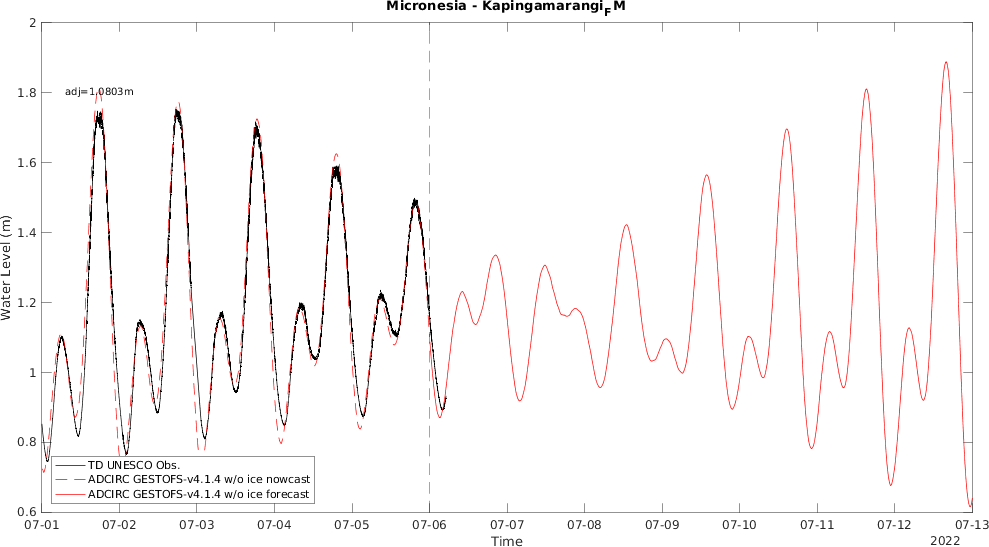 Micronesia - KapingamarangiFM
adj=1.0803m
2
1.8
1.6
1.4
1.2
1
0.8
0.6
Water Level (m)
TD UNESCO Obs.
ADCIRC GESTOFS-v4.1.4 w/o ice nowcast
ADCIRC GESTOFS-v4.1.4 w/o ice forecast
07-01 07-02 07-03 07-04 07-05 07-06 07-07 07-08 07-09 07-10 07-11 07-12 07-13
Time
2022